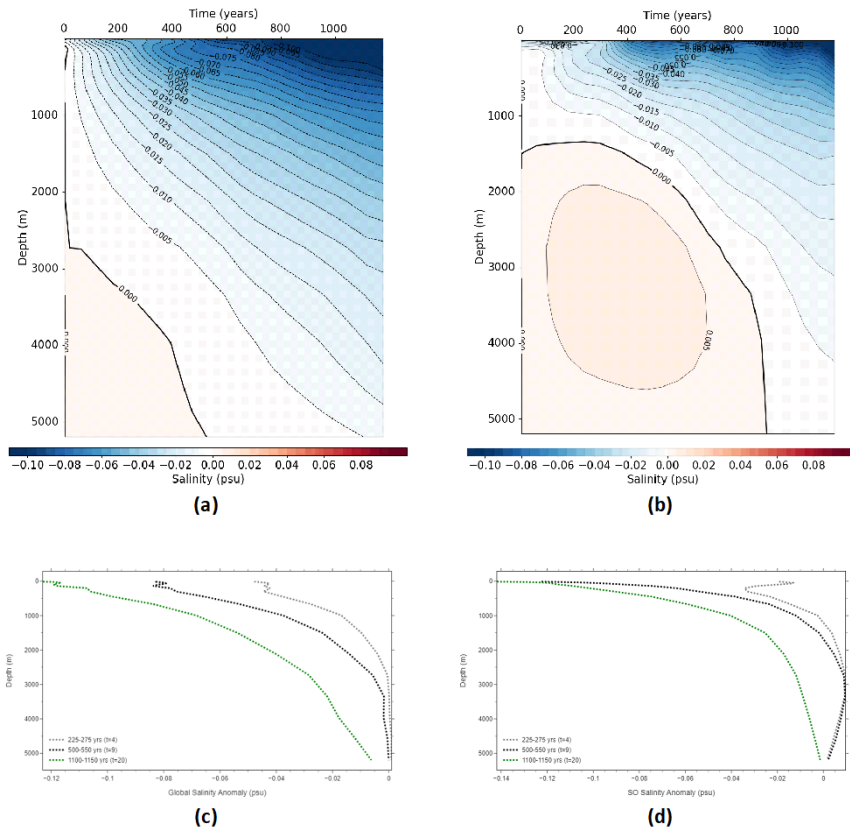 Time (years)
0 200 400 600 800 1000
Depth (m)
1000
2000
3000
4000
5000
-0.075
-0.070
-0.065
-0.040
-0.035
-0.030
-0.025
-0.020
-0.015
-0.010
-0.005
0.000
-0.10 -0.08 -0.06 -0.04 -0.02 0.00 0.02 0.04 0.06 0.08
Salinity (psu)
(a)
Time (years)
0 200 400 600 800 1000
Depth (m)
1000
2000
3000
4000
5000
-0.040
-0.035
-0.025
-0.020
-0.015
-0.010
-0.005
0.000
0.005
-0.10 -0.08 -0.06 -0.04 -0.02 0.00 0.02 0.04 0.06 0.08
Salinity (psu)
(b)
Depth (m)
0
1000
2000
3000
4000
5000
225-275 yrs (t=4)
500-550 yrs (t=9)
1100-1150 yrs (t=20)
-0.12 -0.1 -0.08 -0.06 -0.04 -0.02 0
Global Salinity Anomaly (psu)
(c)
Depth (m)
0
1000
2000
3000
4000
5000
225-275 yrs (t=4)
500-550 yrs (t=9)
1100-1150 yrs (t=20)
-0.14 -0.12 -0.1 -0.08 -0.06 -0.04 -0.02 0
SO Salinity Anomaly (psu)
(d)